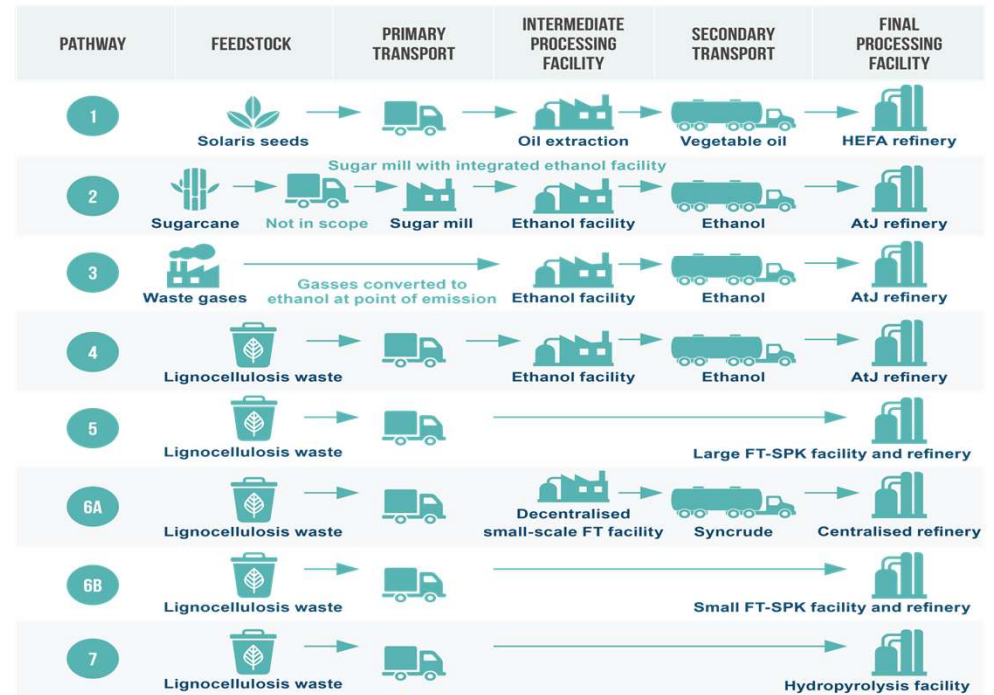 PATHWAY
FEEDSTOCK
PRIMARY
TRANSPORT
INTERMEDIATE
PROCESSING
FACILITY
SECONDARY
TRANSPORT
FINAL
PROCESSING
FACILITY
1
Solaris seeds
Oil extraction
Vegetable oil
HEFA refinery
Sugar mill with integrated ethanol facility
2
Sugarcane
Not in scope
Sugar mill
Ethanol facility
Ethanol
AtJ refinery
3
Waste gases
Gasses converted to
ethanol at point of emission
Ethanol facility
Ethanol
AtJ refinery
4
Lignocellulosis waste
Ethanol facility
Ethanol
AtJ refinery
5
Lignocellulosis waste
Large FT-SPK facility and refinery
6A
Lignocellulosis waste
Decentralised
small-scale FT facility
Syncrude
Centralised refinery
6B
Lignocellulosis waste
Small FT-SPK facility and refinery
7
Lignocellulosis waste
Hydropyrolysis facility